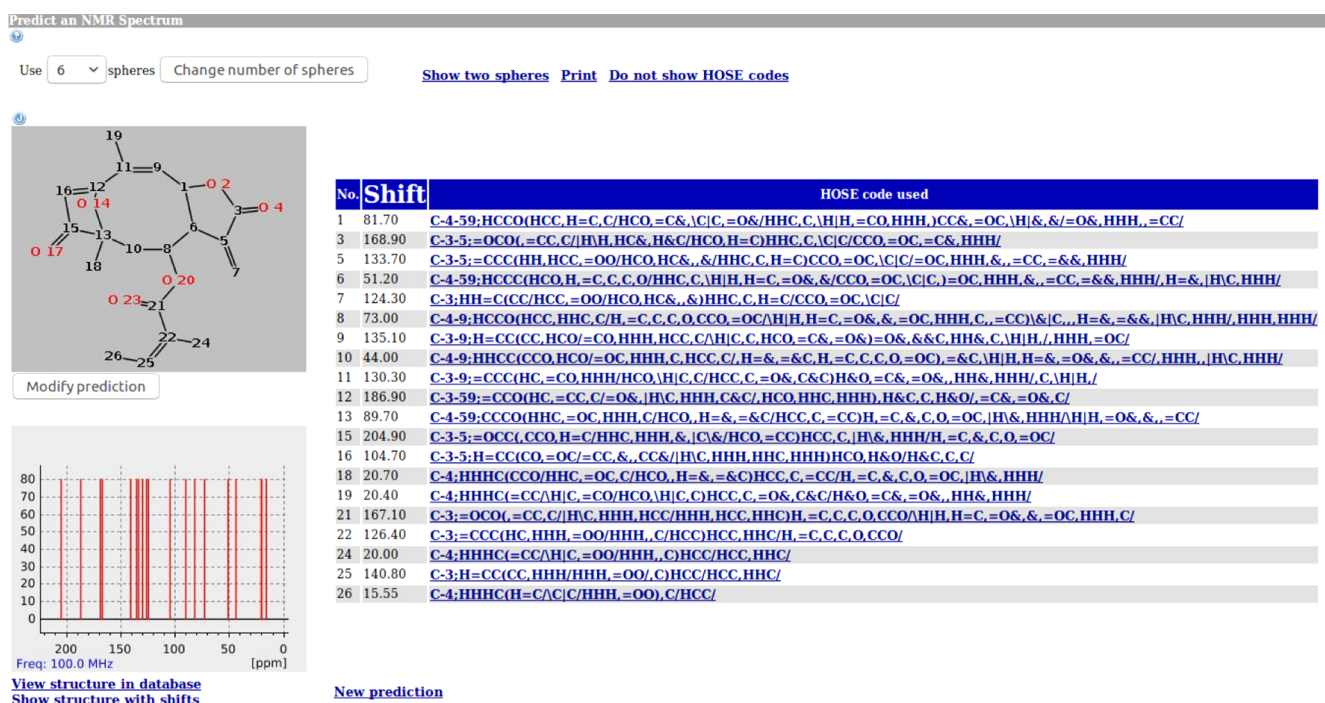 Predict an NMR Spectrum
Use 6 spheres Change number of spheres Show two spheres Print Do not show HOSE codes
19
11 9
16 12 1 O 2
O 14
3 O 4
15 13 6
5
O 17 10 8
18 7
O 20
O 23 21
22 24
26 25
Modify prediction
80
70
60
50
40
30
20
10
0
200 150 100 50 0
Freq: 100.0 MHz [ppm]
View structure in database
Show structure with shifts
No. Shift HOSE code used
1 81.70 C-4-59;HCCO(HCC,H=C,C/HCO,=C&,\C|C,=O&/HHC,C,\H|H,=CO,HHH,)CC&,=OC,\H|&,&/=O&,HHH,,=CC/
3 168.90 C-3-5;=OCO(,=CC,C/|H\H,HC&,H&C/HCO,H=C)HHC,C,\C|C/CCO,=OC,=C&,HHH/
5 133.70 C-3-5;=CCC(HH,HCC,=OO/HCO,HC&,,&/HHC,C,H=C)CCO,=OC,\C|C/=OC,HHH,&,,=CC,=&&,HHH/
6 51.20 C-4-59;HCCC(HCO,H,=C,C,C,O/HHC,C,\H|H,H=C,=O&,&/CCO,=OC,\C|C,)=OC,HHH,&,,=CC,=&&,HHH/,H=&,|H\C,HHH/
7 124.30 C-3;HH=C(CC/HCC,=OO/HCO,HC&,,&)HHC,C,H=C/CCO,=OC,\C|C/
8 73.00 C-4-9;HCCO(HCC,HHC,C/H,=C,C,C,O,CCO,=OC/\H|H,H=C,=O&,&,=OC,HHH,C,,=CC)\&|C,,,H=&,=&&,|H\C,HHH/,HHH,HHH/
9 135.10 C-3-9;H=CC(CC,HCO/=CO,HHH,HCC,C/\H|C,C,HCO,=C&,=O&)=O&,&&C,HH&,C,\H|H,/,HHH,=OC/
10 44.00 C-4-9;HHCC(CCO,HCO/=OC,HHH,C,HCC,C/,H=&,=&C,H,=C,C,C,O,=OC),=&C,\H|H,H=&,=O&,&,,=CC/,HHH,,|H\C,HHH/
11 130.30 C-3-9;=CCC(HC,=CO,HHH/HCO,\H|C,C/HCC,C,=O&,C&C)H&O,=C&,=O&,,HH&,HHH/,C,\H|H,/
12 186.90 C-3-59;=CCO(HC,=CC,C/=O&,|H\C,HHH,C&C/,HCO,HHC,HHH),H&C,C,H&O/,=C&,=O&,C/
13 89.70 C-4-59;CCCO(HHC,=OC,HHH,C/HCO,,H=&,=&C/HCC,C,=CC)H,=C,&,C,O,=OC,|H\&,HHH/\H|H,=O&,&,,=CC/
15 204.90 C-3-5;=OCC(,CCO,H=C/HHC,HHH,&,|C\&/HCO,=CC)HCC,C,|H\&,HHH/H,=C,&,C,O,=OC/
16 104.70 C-3-5;H=CC(CO,=OC/=CC,&,,CC&/|H\C,HHH,HHC,HHH)HCO,H&O/H&C,C,C/
18 20.70 C-4;HHHC(CCO/HHC,=OC,C/HCO,,H=&,=&C)HCC,C,=CC/H,=C,&,C,O,=OC,|H\&,HHH/
19 20.40 C-4;HHHC(=CC/\H|C,=CO/HCO,\H|C,C)HCC,C,=O&,C&C/H&O,=C&,=O&,,HH&,HHH/
21 167.10 C-3;=OCO(,=CC,C/|H\C,HHH,HCC/HHH,HCC,HHC)H,=C,C,C,O,CCO/\H|H,H=C,=O&,&,=OC,HHH,C/
22 126.40 C-3;=CCC(HC,HHH,=OO/HHH,,C/HCC)HCC,HHC/H,=C,C,C,O,CCO/
24 20.00 C-4;HHHC(=CC/\H|C,=OO/HHH,,C)HCC/HCC,HHC/
25 140.80 C-3;H=CC(CC,HHH/HHH,=OO/,C)HCC/HCC,HHC/
26 15.55 C-4;HHHC(H=C/\C|C/HHH,=OO),C/HCC/
New prediction